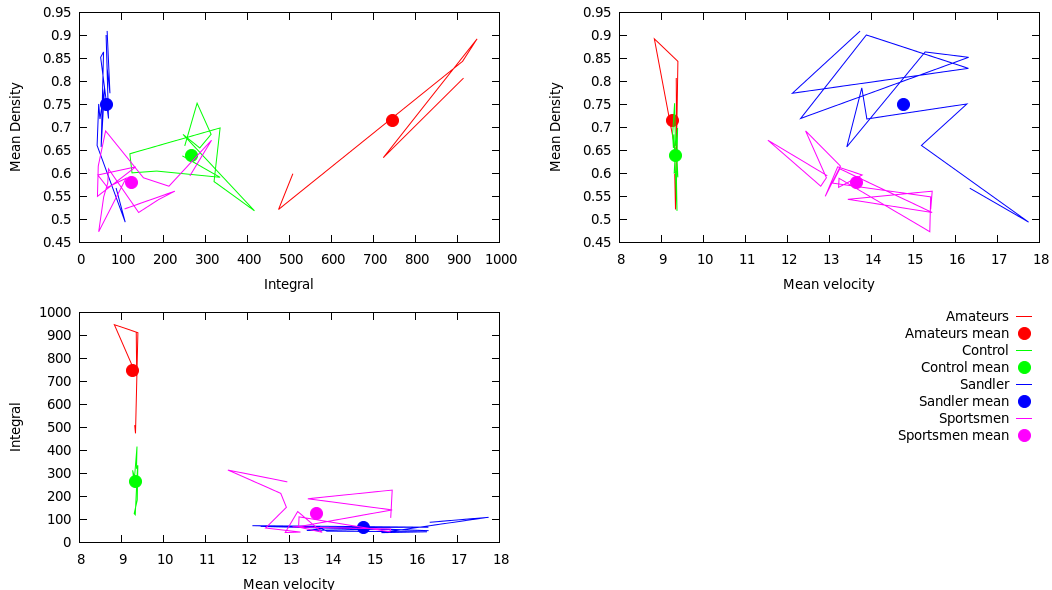 0.95
0.9
0.85
0.8
0.75
0.7
0.65
0.6
0.55
0.5
0.45
Mean Density
0 100 200 300 400 500 600 700 800 900 1000
Integral
0.95
0.9
0.85
0.8
0.75
0.7
0.65
0.6
0.55
0.5
0.45
Mean Density
8 9 10 11 12 13 14 15 16 17 18
Mean velocity
1000
900
800
700
600
500
400
300
200
100
0
Integral
8 9 10 11 12 13 14 15 16 17 18
Mean velocity
Amateurs
Amateurs mean
Control
Control mean
Sandler
Sandler mean
Sportsmen
Sportsmen mean